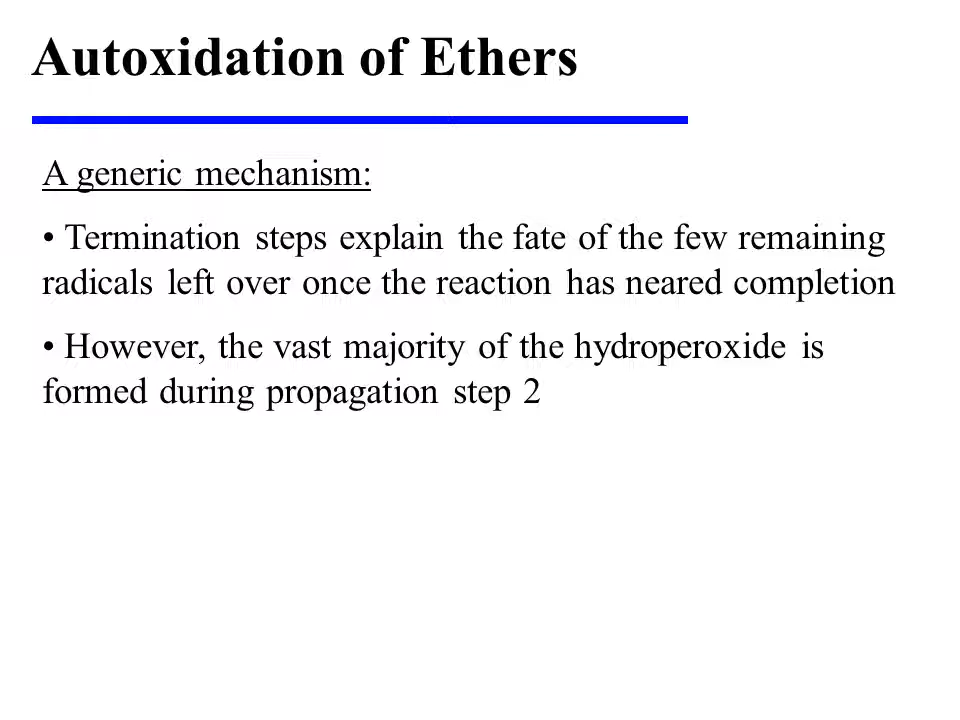 Autoxidation of Ethers
A generic mechanism:
• Termination steps explain the fate of the few remaining
radicals left over once the reaction has neared completion
• However, the vast majority of the hydroperoxide is
formed during propagation step 2